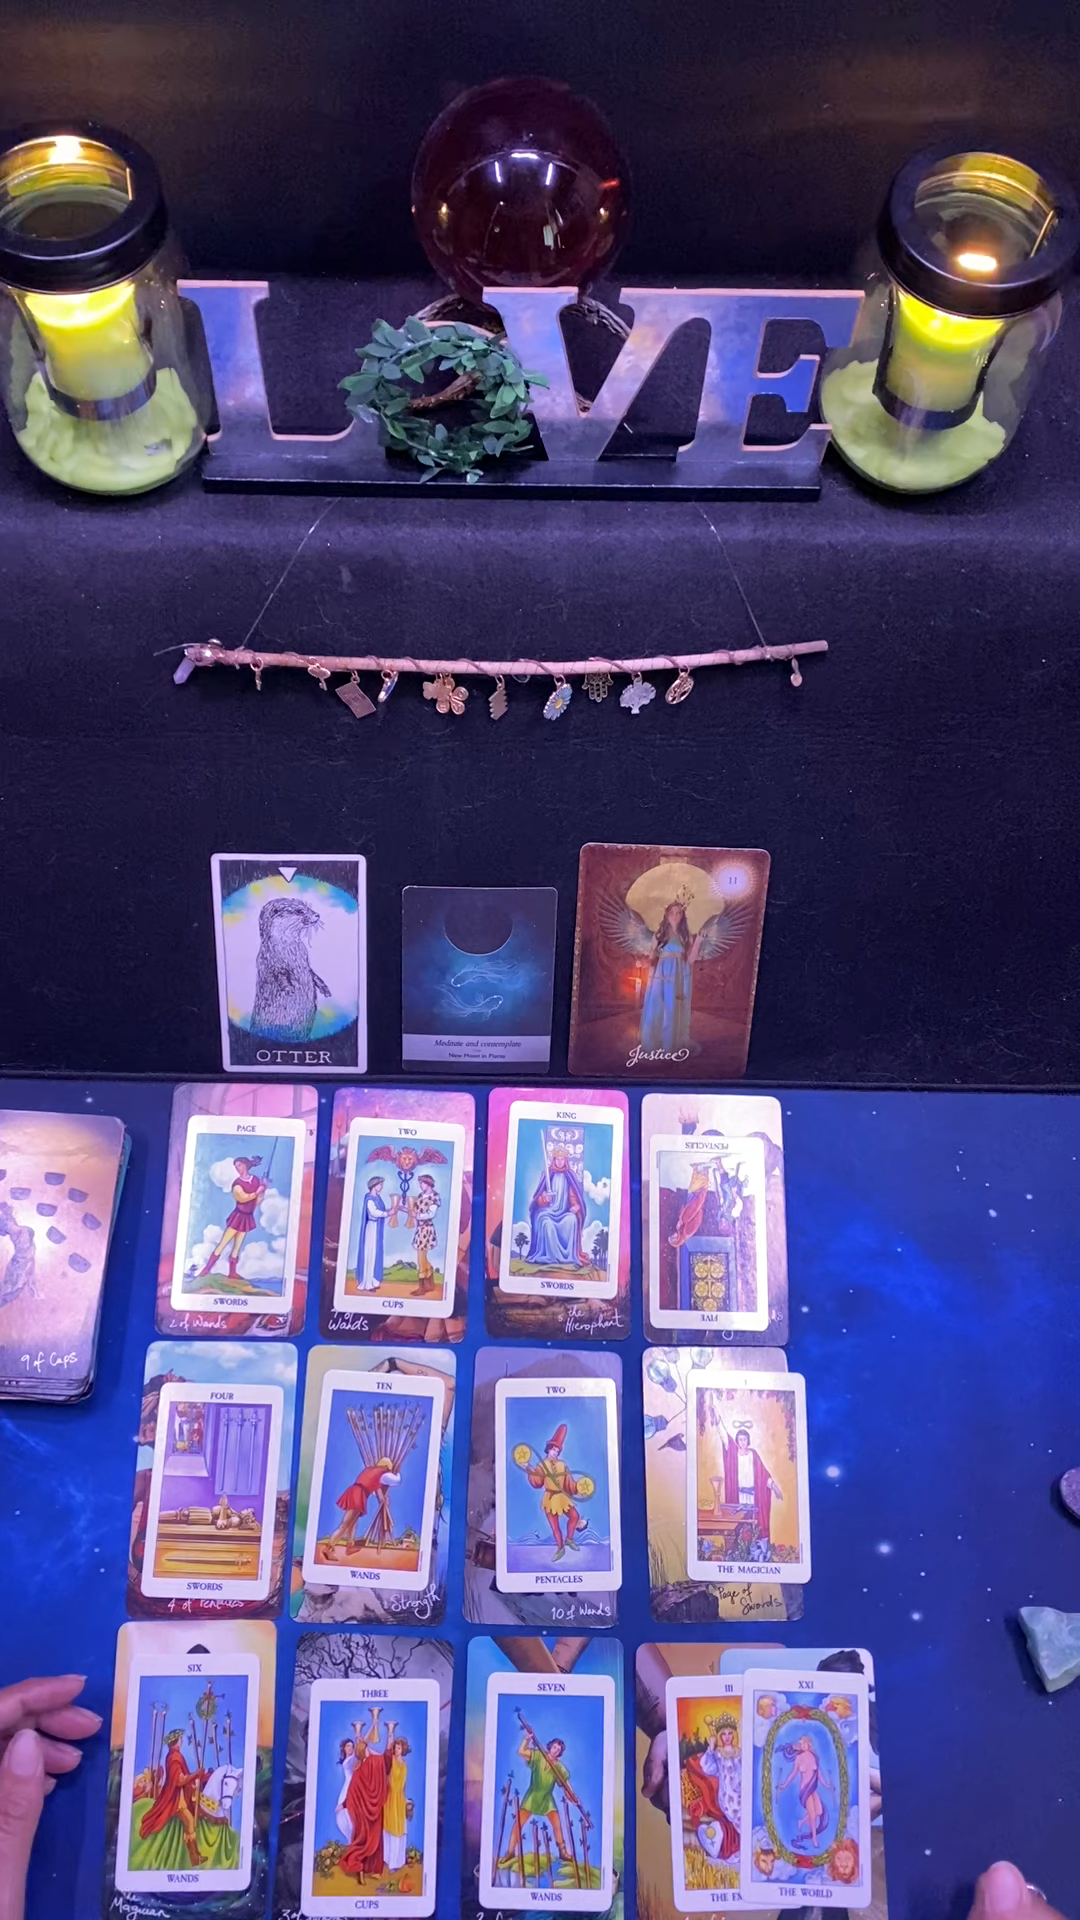 LOVE
11
OTTER
Meditate and contemplate
New Moon in Pisces
Justice
PAGE
SWORDS
2 of Wands
TWO
CUPS
Wands
KING
SWORDS
the
Hierophant
PENTACLES
FIVE
9 of Cups
FOUR
SWORDS
4 of Pentacles
TEN
WANDS
Strength
TWO
PENTACLES
10 of Wands
I
THE MAGICIAN
Page of
Swords
SIX
WANDS
The
Magician
THREE
CUPS
SEVEN
WANDS
III
THE
XXI
THE WORLD